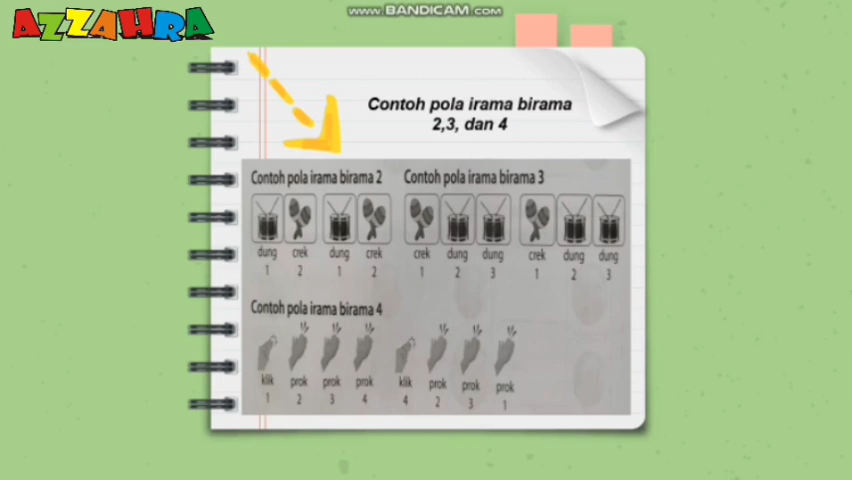 AZZAHRA
www.BANDICAM.com
Contoh pola irama birama
2,3, dan 4
Contoh pola irama birama 2
Contoh pola irama birama 3
dung crek dung crek
1 2 1 2
crek dung dung crek dung dung
1 2 3 1 2 3
Contoh pola irama birama 4
klik prok prok prok klik prok prok prok
1 2 3 4 4 2 3 1